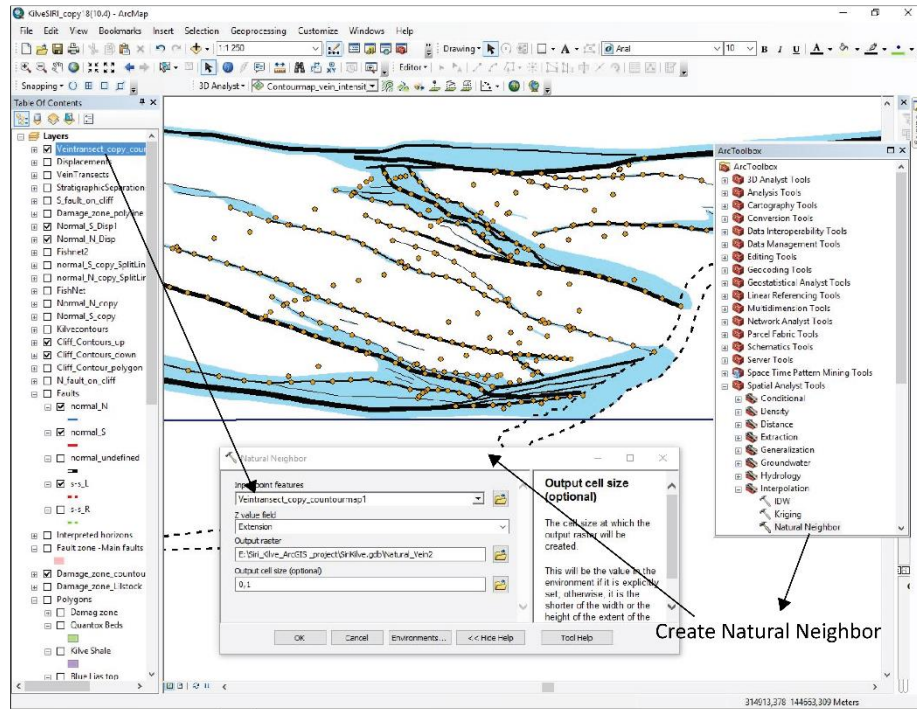 KilveSIRI_copy18(10.4) - ArcMap
File Edit View Bookmarks Insert Selection Geoprocessing Customize Windows Help
1:1 250
Drawing
Arial
10
B I U A
Editor
Snapping
3D Analyst
Contourmap_vein_intensit
Table Of Contents
Layers
Veintransect_copy_cour
Displacements
VeinTransects
StratigraphicSeparation
S_fault_on_cliff
Damage_zone_polyline
Normal_S_Disp1
Normal_N_Disp
Fishnet2
normal_S_copy_SplitLin
normal_N_copy_SplitLin
FishNet
Normal_N_copy
Normal_S_copy
Kilvecontours
Cliff_Contours_up
Cliff_Contours_down
Cliff_Contour_polygon
N_fault_on_cliff
Faults
normal_N
normal_S
normal_undefined
s-s_L
s-s_R
Interpreted horizons
Fault zone -Main faults
Damage_zone_countou
Damage_zone_Lilstock
Polygons
Damag zone
Quantox Beds
Kilve Shale
Blue Lias top
ArcToolbox
ArcToolbox
3D Analyst Tools
Analysis Tools
Cartography Tools
Conversion Tools
Data Interoperability Tools
Data Management Tools
Editing Tools
Geocoding Tools
Geostatistical Analyst Tools
Linear Referencing Tools
Multidimension Tools
Network Analyst Tools
Parcel Fabric Tools
Schematics Tools
Server Tools
Space Time Pattern Mining Tools
Spatial Analyst Tools
Conditional
Density
Distance
Extraction
Generalization
Groundwater
Hydrology
Interpolation
IDW
Kriging
Natural Neighbor
Natural Neighbor
Input point features
Veintransect_copy_countourmap1
Z value field
Extension
Output raster
E:\Siri_Kilve_ArcGIS _project\SiriKilve.gdb\Natural_Vein2
Output cell size (optional)
0,1
OK Cancel Environments... << Hide Help Tool Help
Output cell size
(optional)
The cell size at which the
output raster will be
created.
This will be the value in the
environment if it is explicitly
set; otherwise, it is the
shorter of the width or the
height of the extent of the
Create Natural Neighbor
314913,378 144663,309 Meters